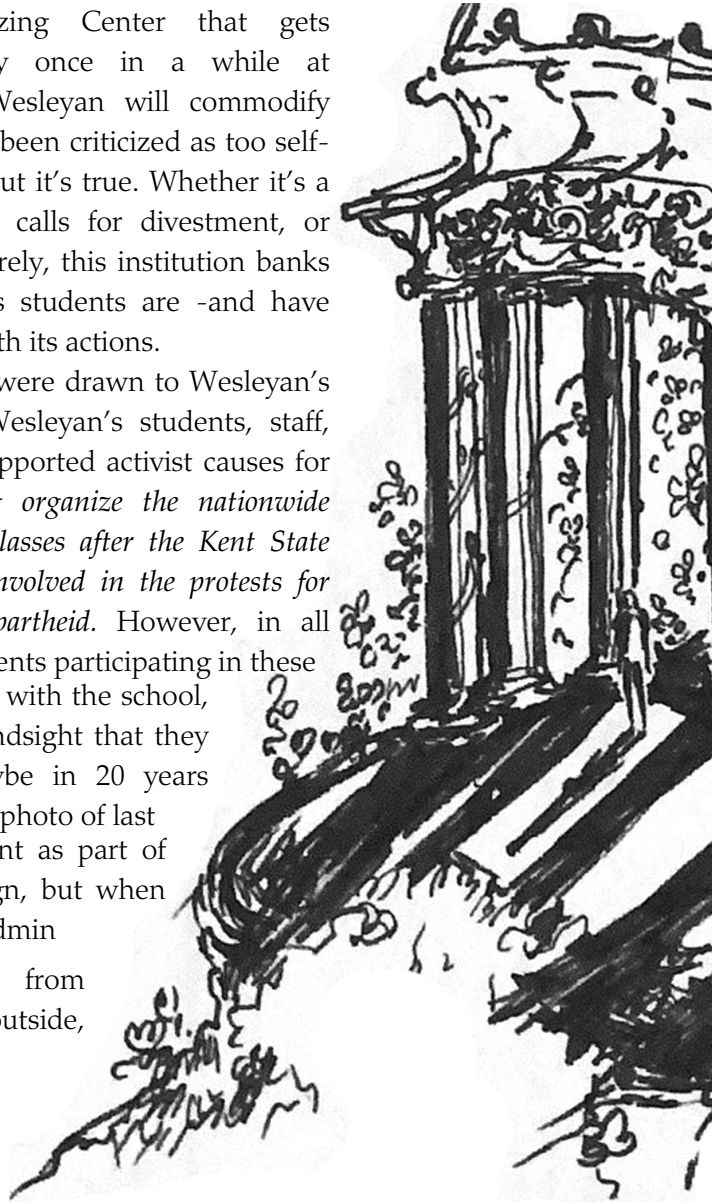 zing Center that gets
y once in a while at
Wesleyan will commodify
been criticized as too self-
ut it's true. Whether it's a
calls for divestment, or
rely, this institution banks
s students are -and have
th its actions.
were drawn to Wesleyan's
Wesleyan's students, staff,
pported activist causes for
organize the nationwide
lasses after the Kent State
nvolved in the protests for
partheid. However, in all
ents participating in these
with the school,
ndsight that they
ybe in 20 years
photo of last
nt as part of
gn, but when
dmin
from
outside,